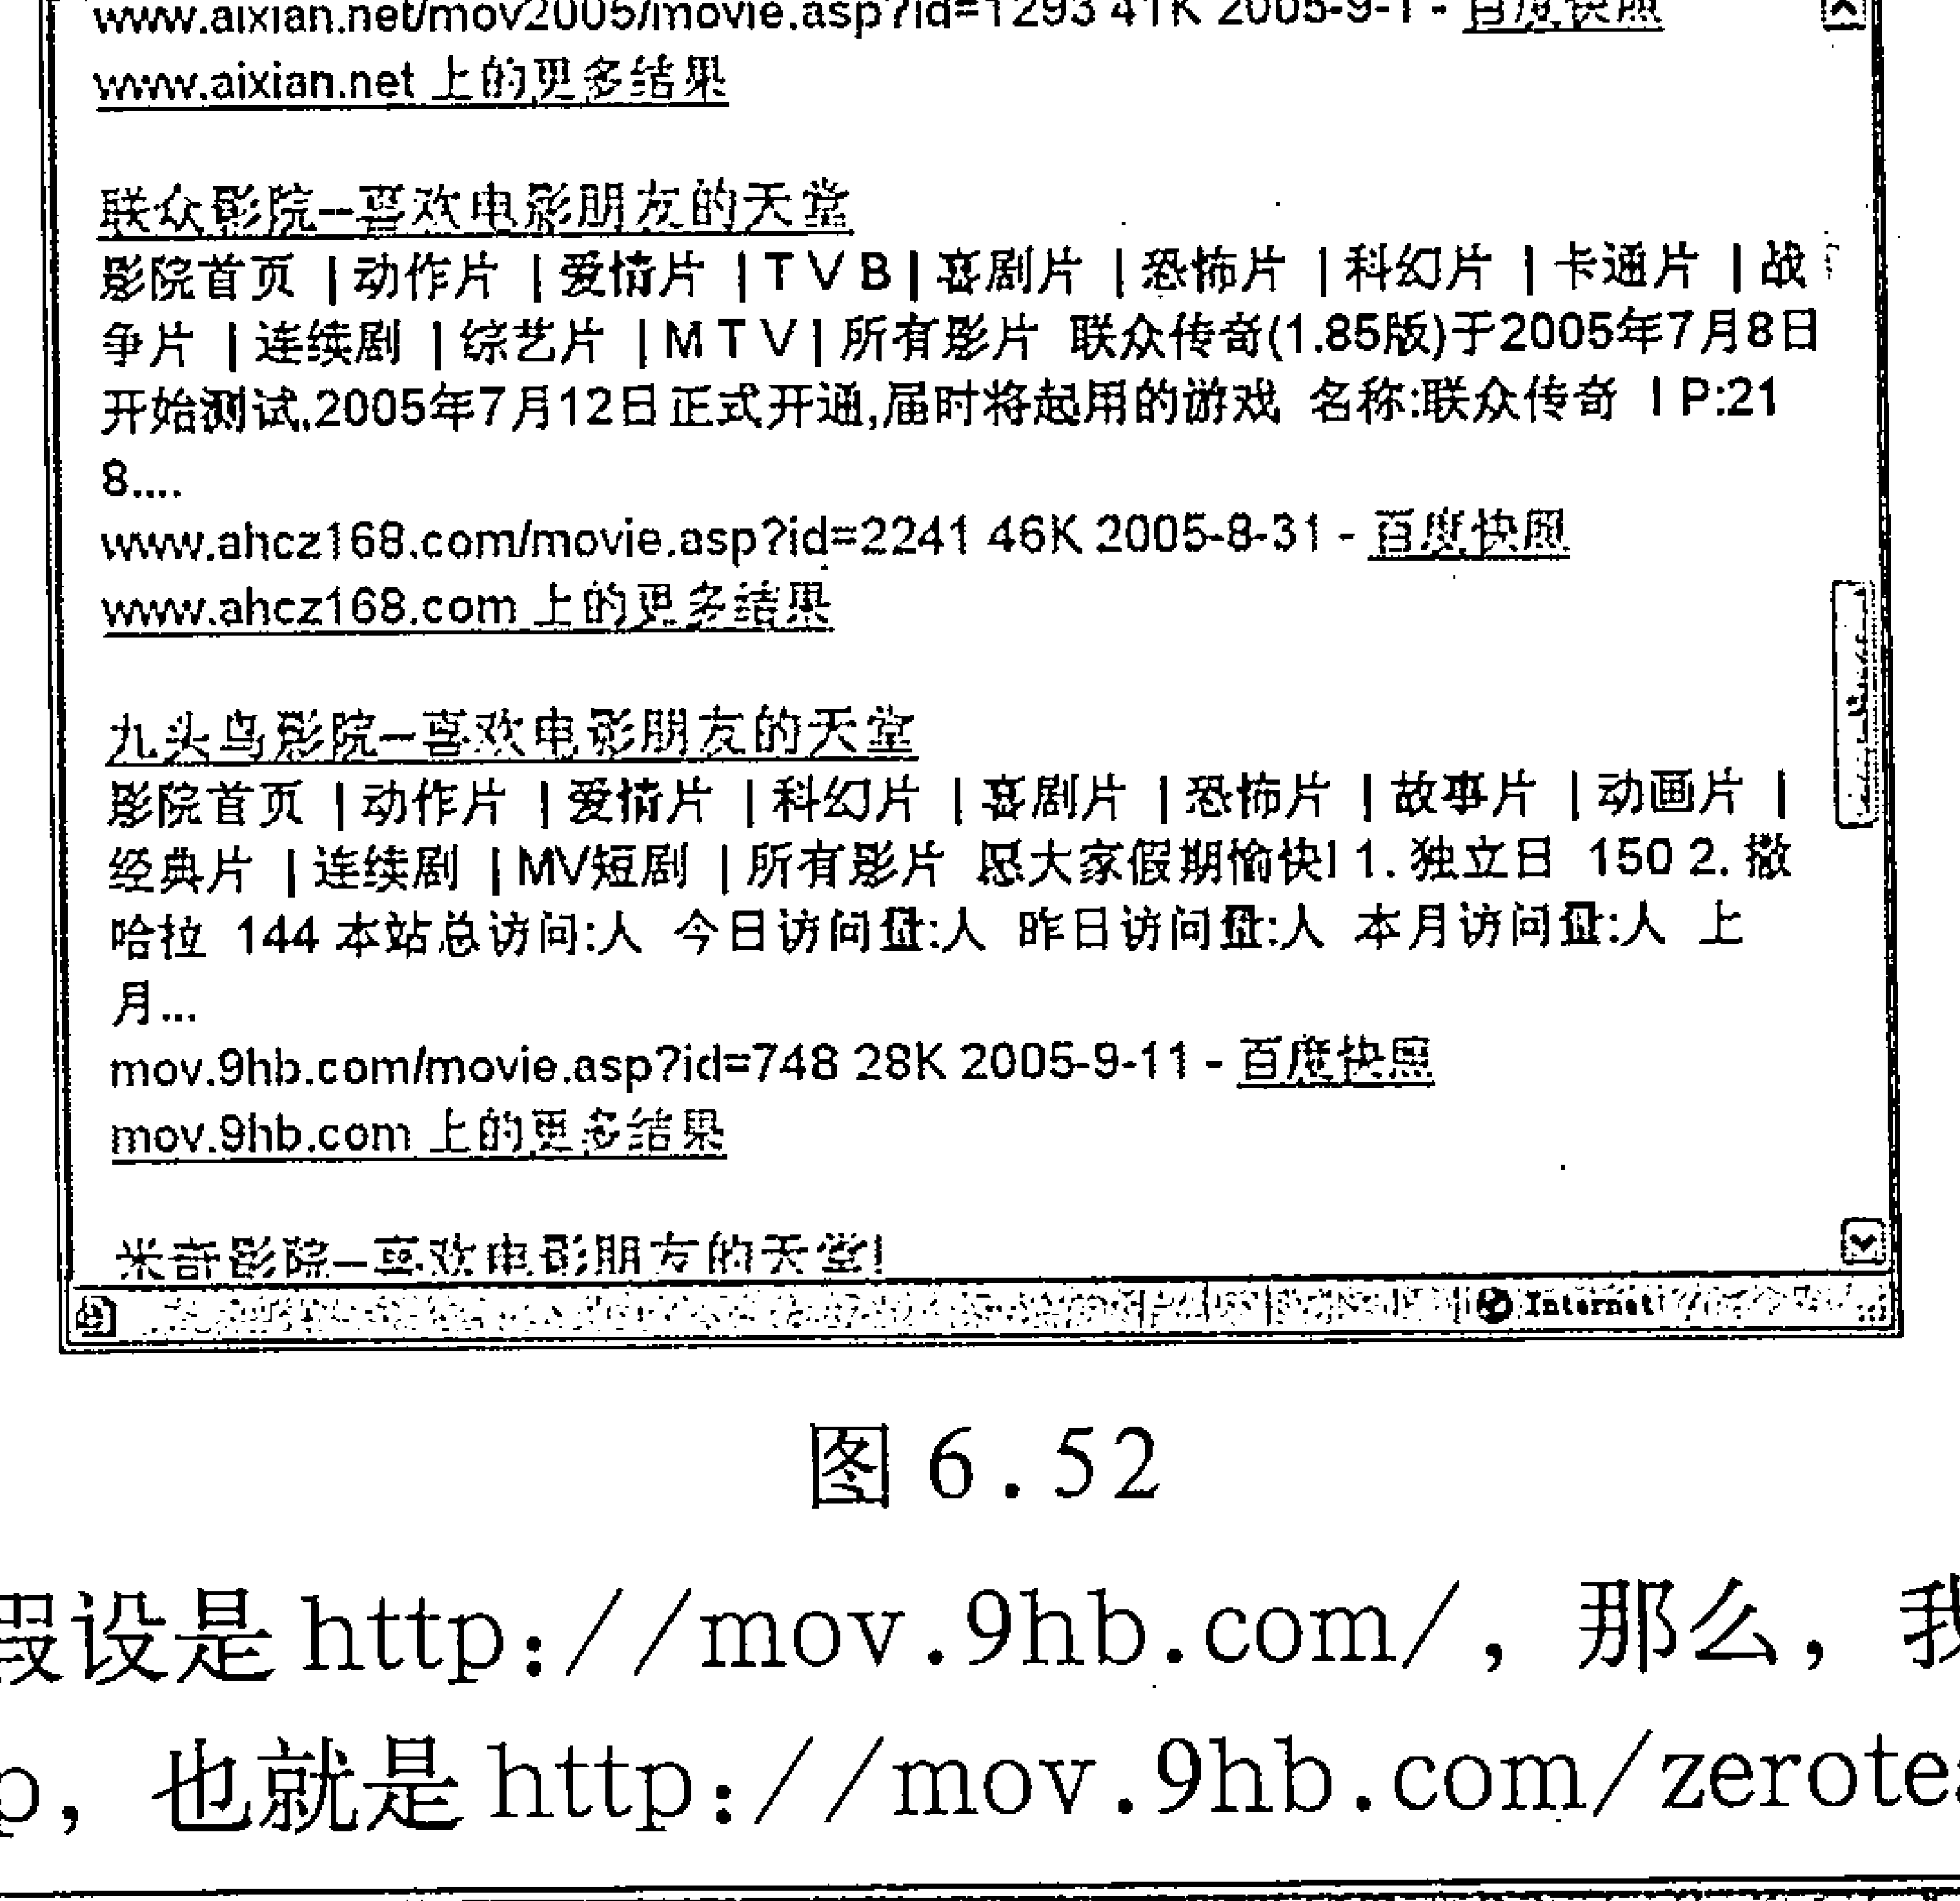 www.aixian.net/mov2005/movie.asp?id=1293 41K 2005-9-1 - 百度快照
www.aixian.net 上的更多结果
联众影院--喜欢电影朋友的天堂
影院首页 | 动作片 | 爱情片 | T V B | 喜剧片 | 恐怖片 | 科幻片 | 卡通片 | 战
争片 | 连续剧 | 综艺片 | M T V | 所有影片 联众传奇(1.85版)于2005年7月8日
开始测试,2005年7月12日正式开通,届时将起用的游戏 名称:联众传奇 I P:21
8....
www.ahcz168.com/movie.asp?id=2241 46K 2005-8-31 - 百度快照
www.ahcz168.com 上的更多结果
九头鸟影院--喜欢电影朋友的天堂
影院首页 | 动作片 | 爱情片 | 科幻片 | 喜剧片 | 恐怖片 | 故事片 | 动画片 |
经典片 | 连续剧 | MV短剧 | 所有影片 愿大家假期愉快! 1. 独立日 150 2. 撒
哈拉 144 本站总访问:人 今日访问量:人 昨日访问量:人 本月访问量:人 上
月...
mov.9hb.com/movie.asp?id=748 28K 2005-9-11 - 百度快照
mov.9hb.com 上的更多结果
米奇影院--喜欢电影朋友的天堂!
Internet
图 6.52
假设是http://mov.9hb.com/，那么，我
p，也就是http://mov.9hb.com/zerotes